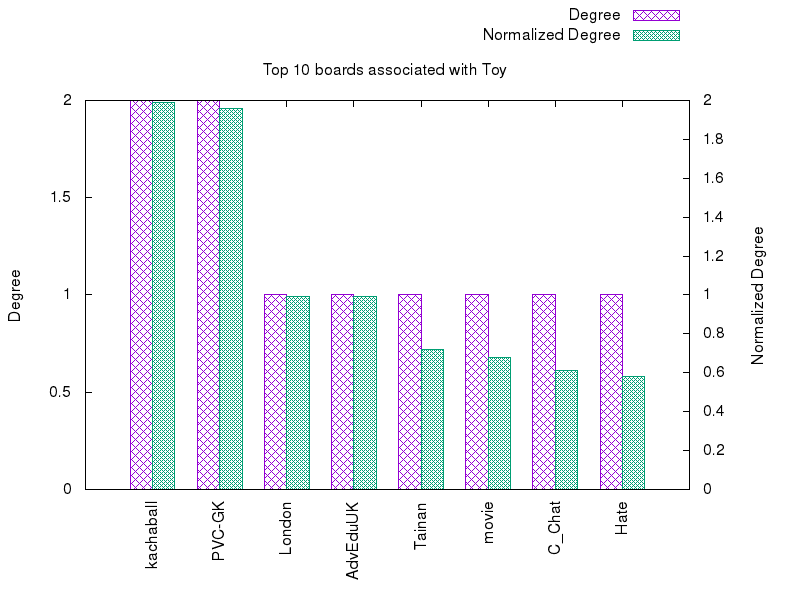 Degree
Normalized Degree
Top 10 boards associated with Toy
2
1.5
1
0.5
0
Degree
2
1.8
1.6
1.4
1.2
1
0.8
0.6
0.4
0.2
0
Normalized Degree
kachaball
PVC-GK
London
AdvEduUK
Tainan
movie
C_Chat
Hate